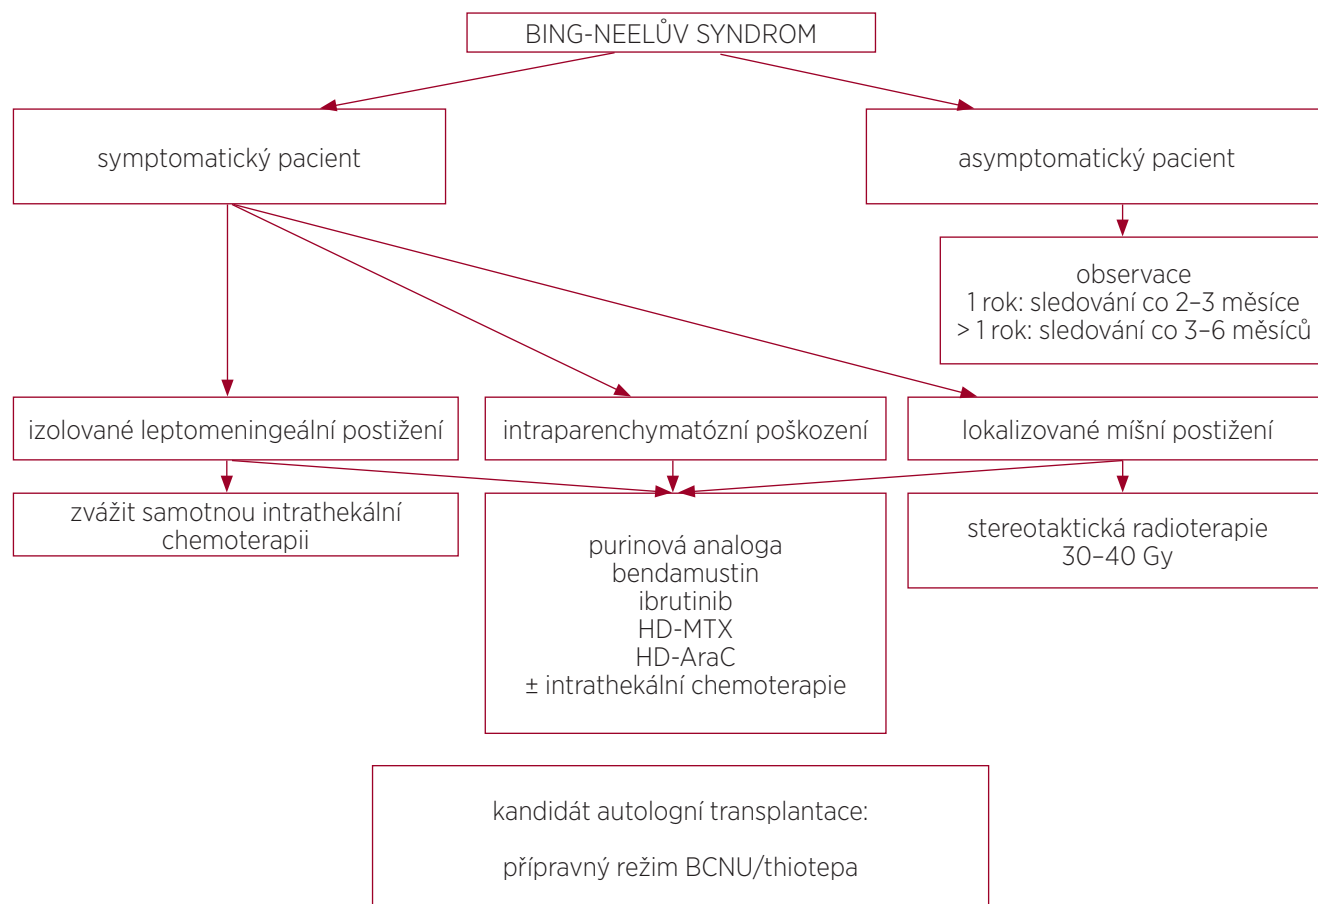 BING-NEELŮV SYNDROM
symptomatický pacient
asymptomatický pacient
observace
1 rok: sledování co 2–3 měsíce
> 1 rok: sledování co 3–6 měsíců
izolované leptomeningeální postižení
intraparenchymatózní poškození
lokalizované míšní postižení
zvážit samotnou intrathekální
chemoterapii
purinová analoga
bendamustin
ibrutinib
HD-MTX
HD-AraC
± intrathekální chemoterapie
stereotaktická radioterapie
30–40 Gy
kandidát autologní transplantace:
přípravný režim BCNU/thiotepa